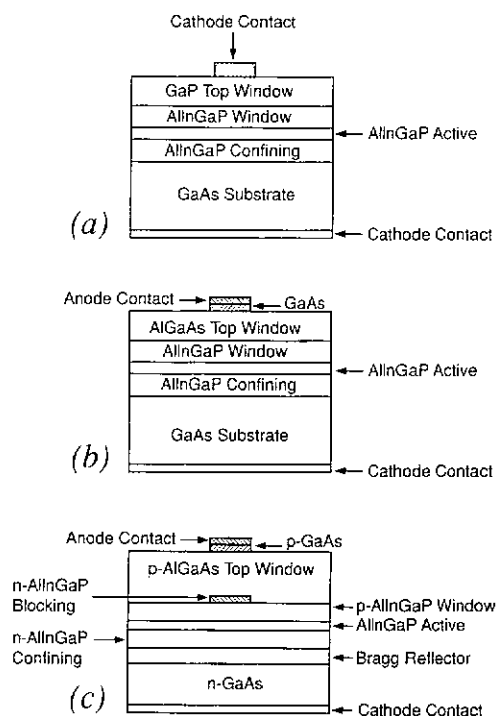 Cathode Contact
GaP Top Window
AlInGaP Window
AlInGaP Active
AlInGaP Confining
GaAs Substrate
(a)
Cathode Contact
Anode Contact
GaAs
AlGaAs Top Window
AlInGaP Window
AlInGaP Active
AlInGaP Confining
GaAs Substrate
(b)
Cathode Contact
Anode Contact
p-GaAs
p-AlGaAs Top Window
n-AlInGaP
Blocking
p-AlInGaP Window
AlInGaP Active
n-AlInGaP
Confining
Bragg Reflector
n-GaAs
(c)
Cathode Contact